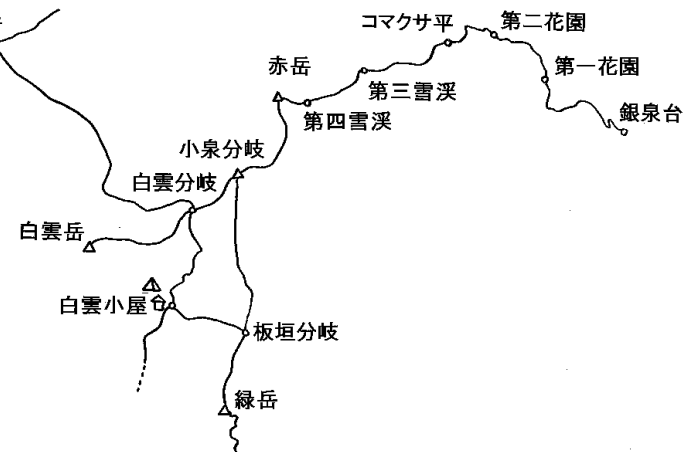 コマクサ平
第二花園
赤岳
第一花園
第三雪渓
第四雪渓
銀泉台
小泉分岐
白雲分岐
白雲岳
白雲小屋
板垣分岐
緑岳